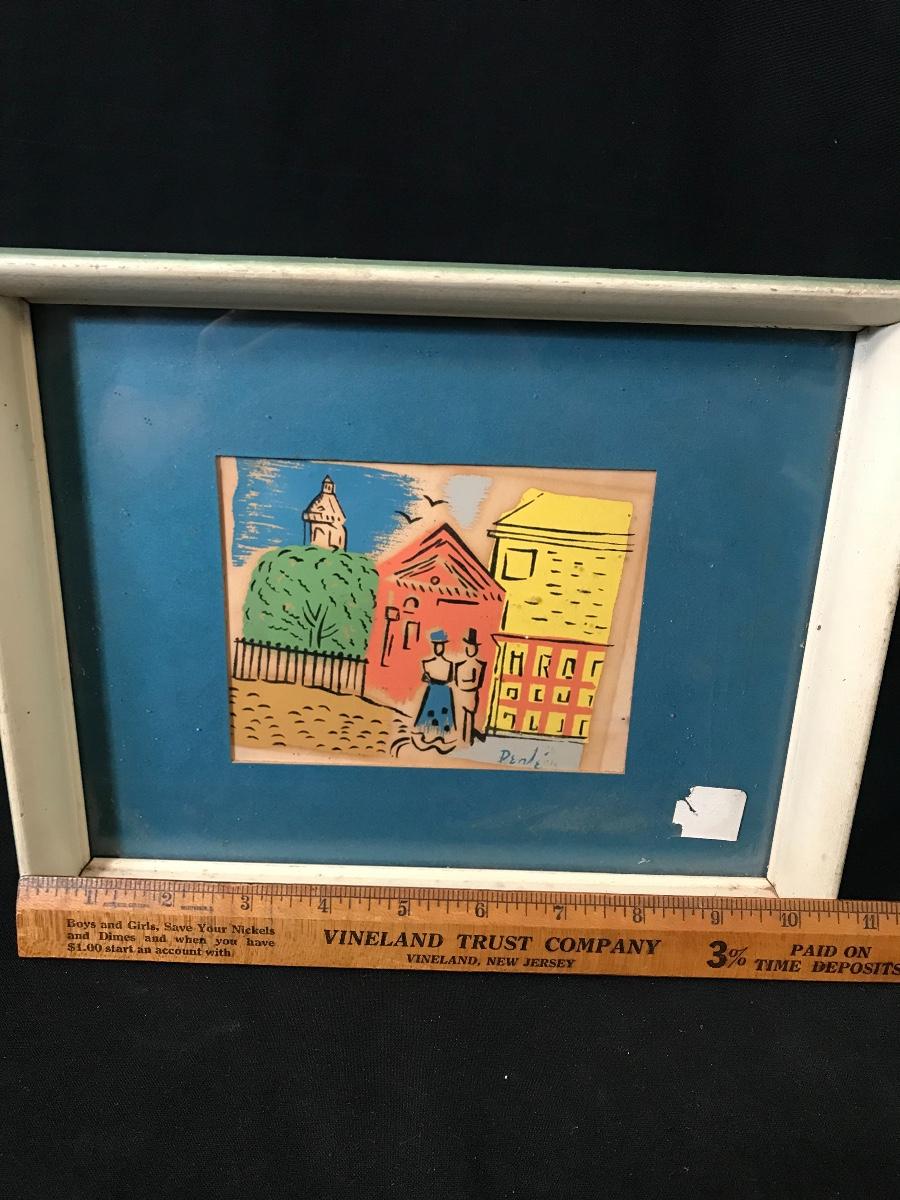 1 2 3 4 5 6 7 8 9 10 11
Boys and Girls, Save Your Nickels
and Dimes and when you have
$1.00 start an account with
VINELAND TRUST COMPANY
VINELAND, NEW JERSEY
3% PAID ON
TIME DEPOSITS